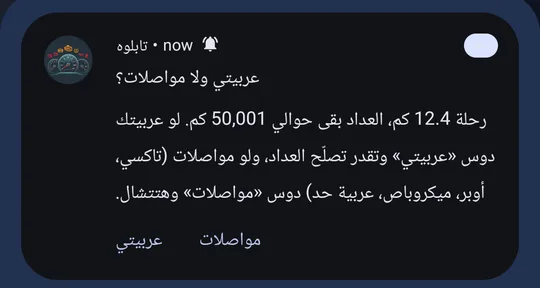 تابلوه • now
عربيتي ولا مواصلات؟
رحلة 12.4 كم، العداد بقى حوالي 50,001 كم. لو عربيتك
دوس «عربيتي» وتقدر تصلّح العداد، ولو مواصلات (تاكسي،
أوبر، ميكروباص، عربية حد) دوس «مواصلات» وهتتشال.
عربيتي مواصلات